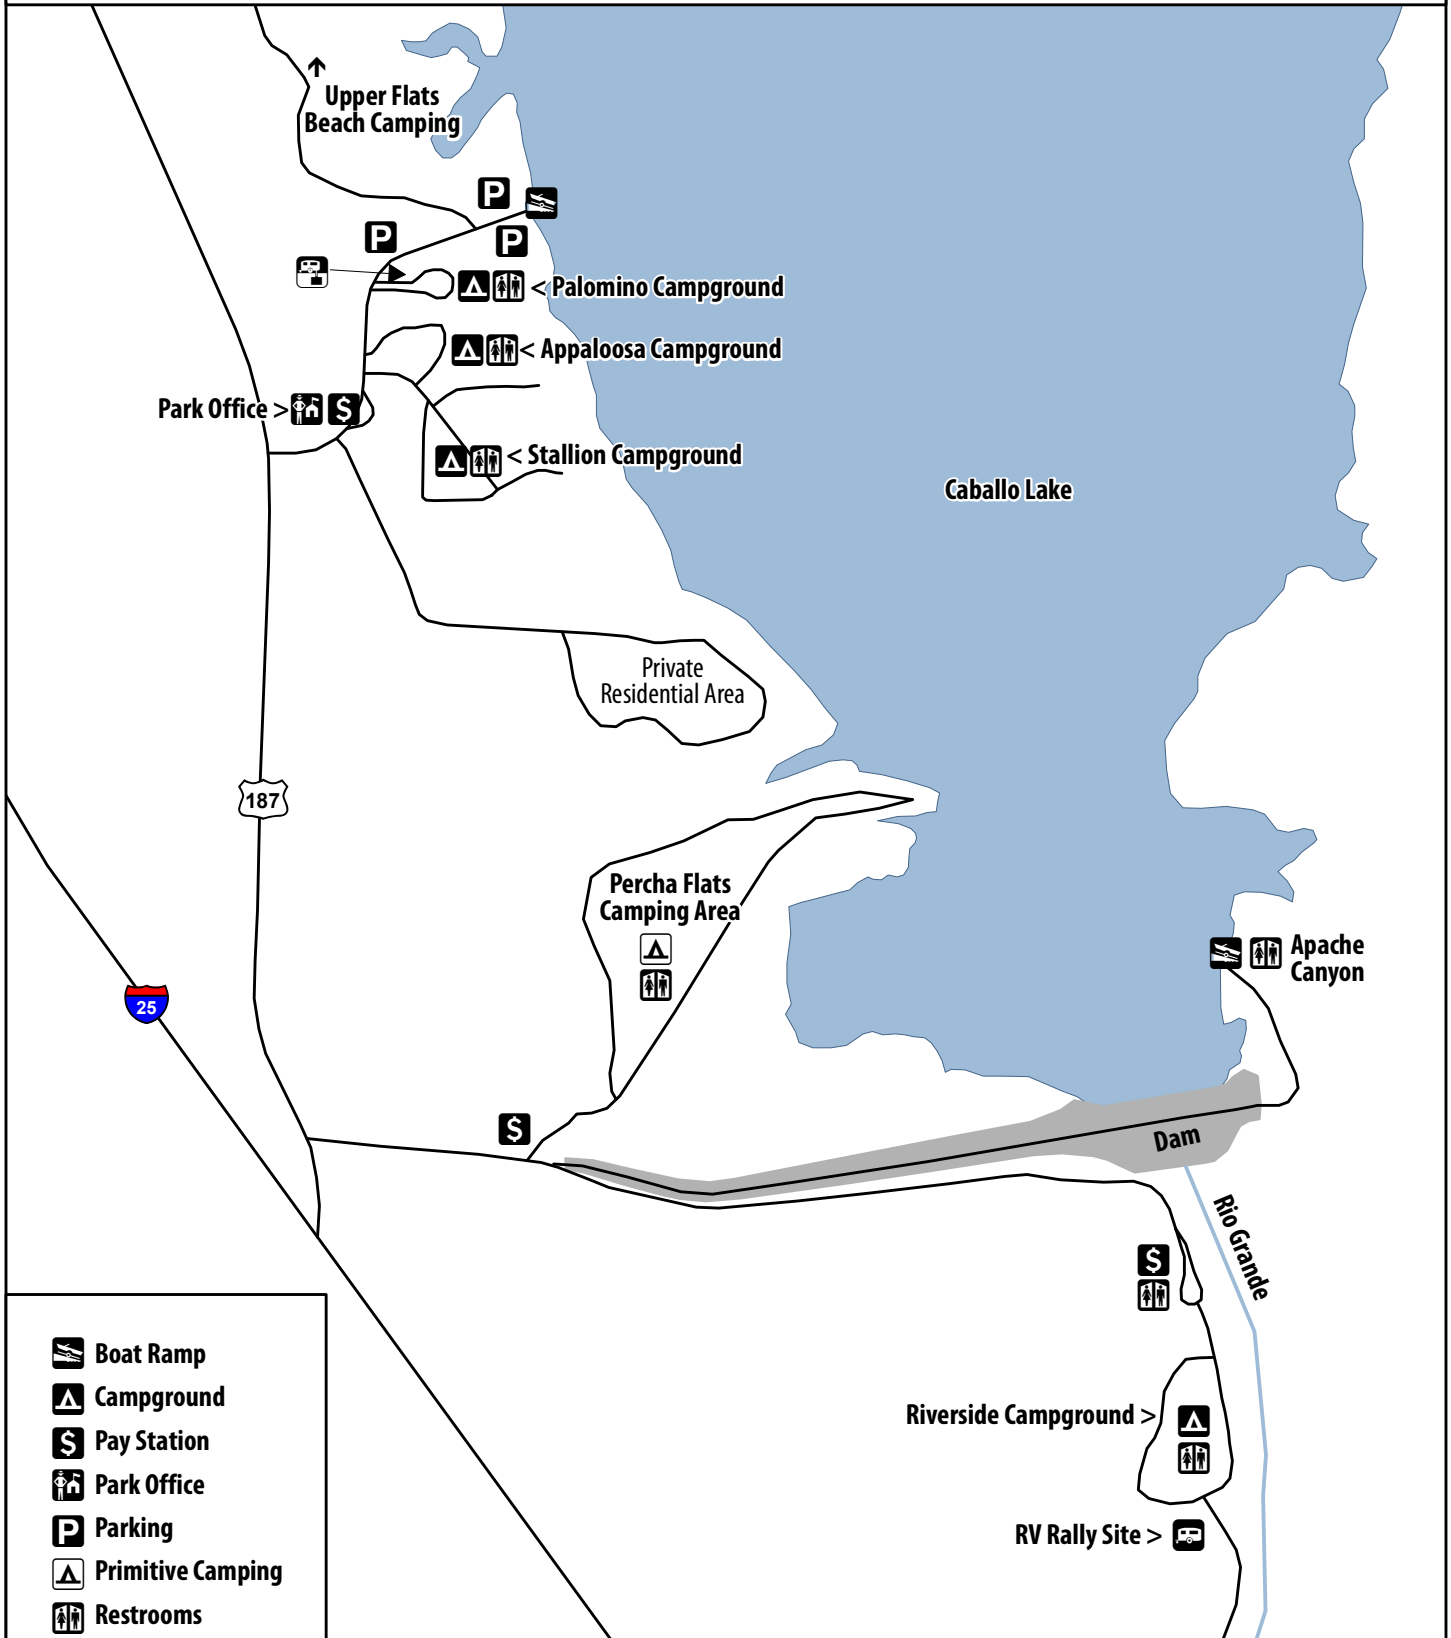 Upper Flats
Beach Camping
P
P
P
< Palomino Campground
< Appaloosa Campground
Park Office >
$
< Stallion Campground
Caballo Lake
Private
Residential Area
187
Percha Flats
Camping Area
Apache
Canyon
25
$
Dam
Rio Grande
$
Boat Ramp
Campground
Riverside Campground >
$ Pay Station
Park Office
P Parking
RV Rally Site >
Primitive Camping
Restrooms